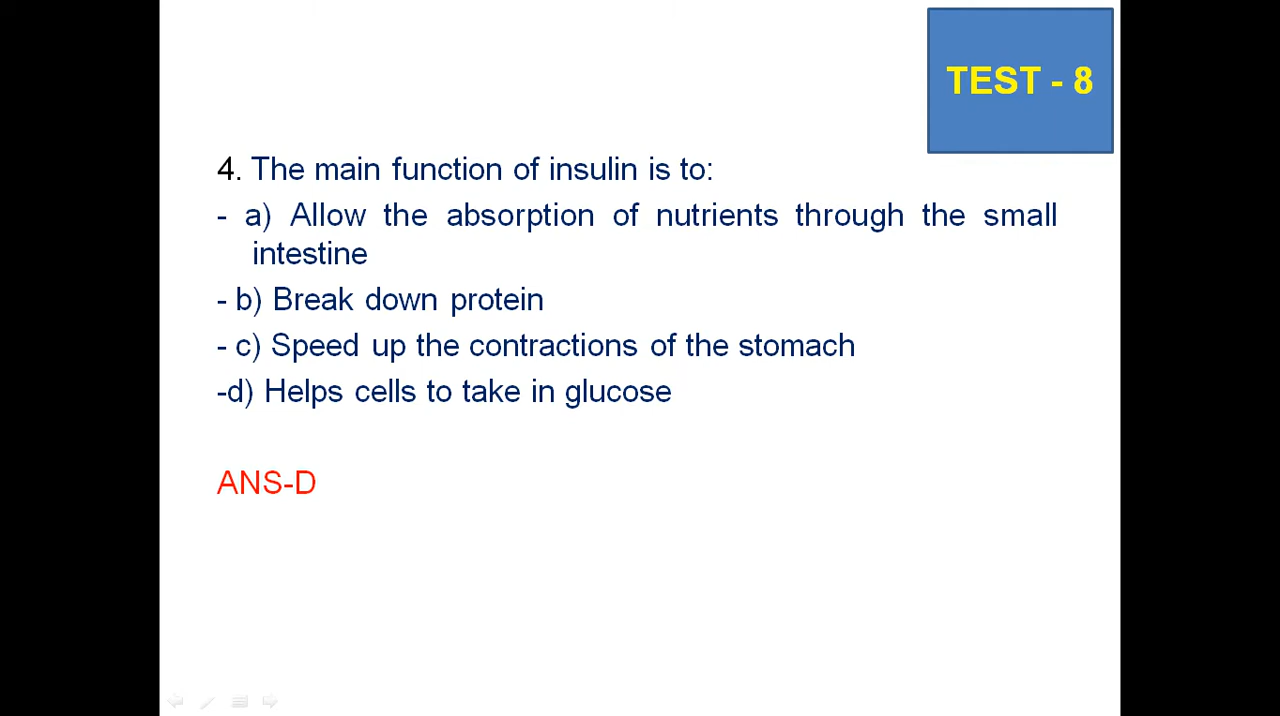 TEST - 8
4. The main function of insulin is to:
- a) Allow the absorption of nutrients through the small
intestine
- b) Break down protein
- c) Speed up the contractions of the stomach
-d) Helps cells to take in glucose
ANS-D